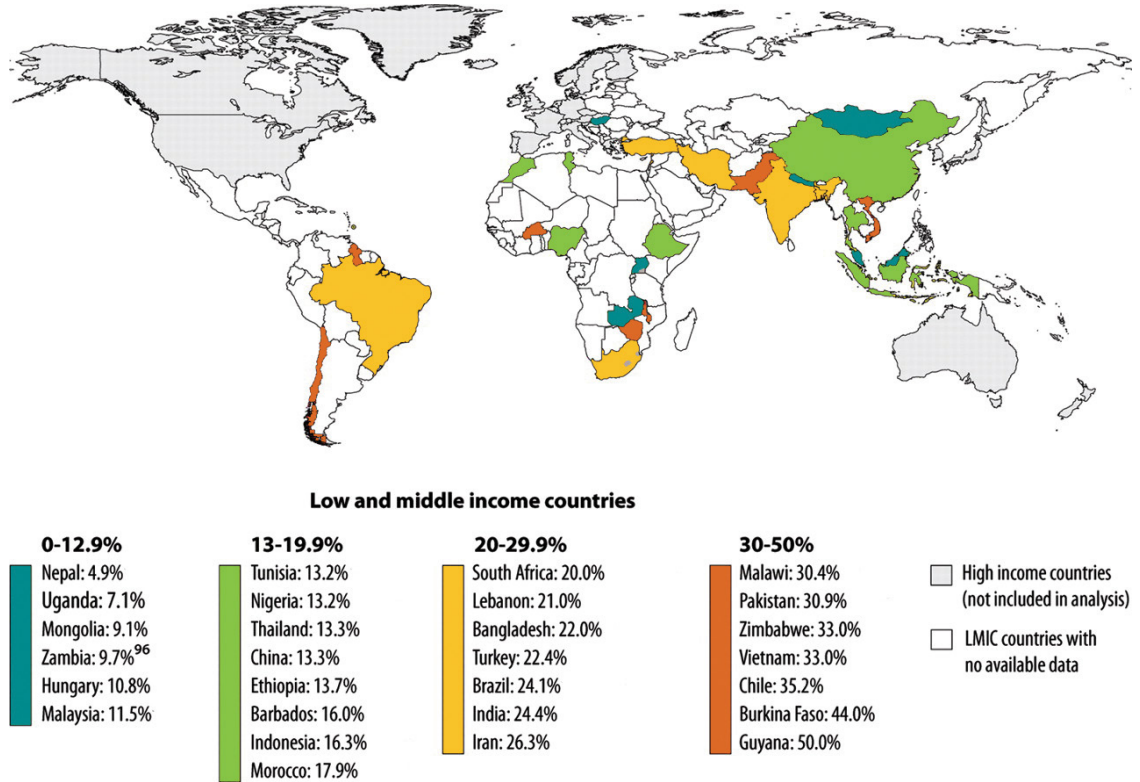 Low and middle income countries
0-12.9%
Nepal: 4.9%
Uganda: 7.1%
Mongolia: 9.1%
Zambia: 9.7%96
Hungary: 10.8%
Malaysia: 11.5%
13-19.9%
Tunisia: 13.2%
Nigeria: 13.2%
Thailand: 13.3%
China: 13.3%
Ethiopia: 13.7%
Barbados: 16.0%
Indonesia: 16.3%
Morocco: 17.9%
20-29.9%
South Africa: 20.0%
Lebanon: 21.0%
Bangladesh: 22.0%
Turkey: 22.4%
Brazil: 24.1%
India: 24.4%
Iran: 26.3%
30-50%
Malawi: 30.4%
Pakistan: 30.9%
Zimbabwe: 33.0%
Vietnam: 33.0%
Chile: 35.2%
Burkina Faso: 44.0%
Guyana: 50.0%
High income countries
(not included in analysis)
LMIC countries with
no available data